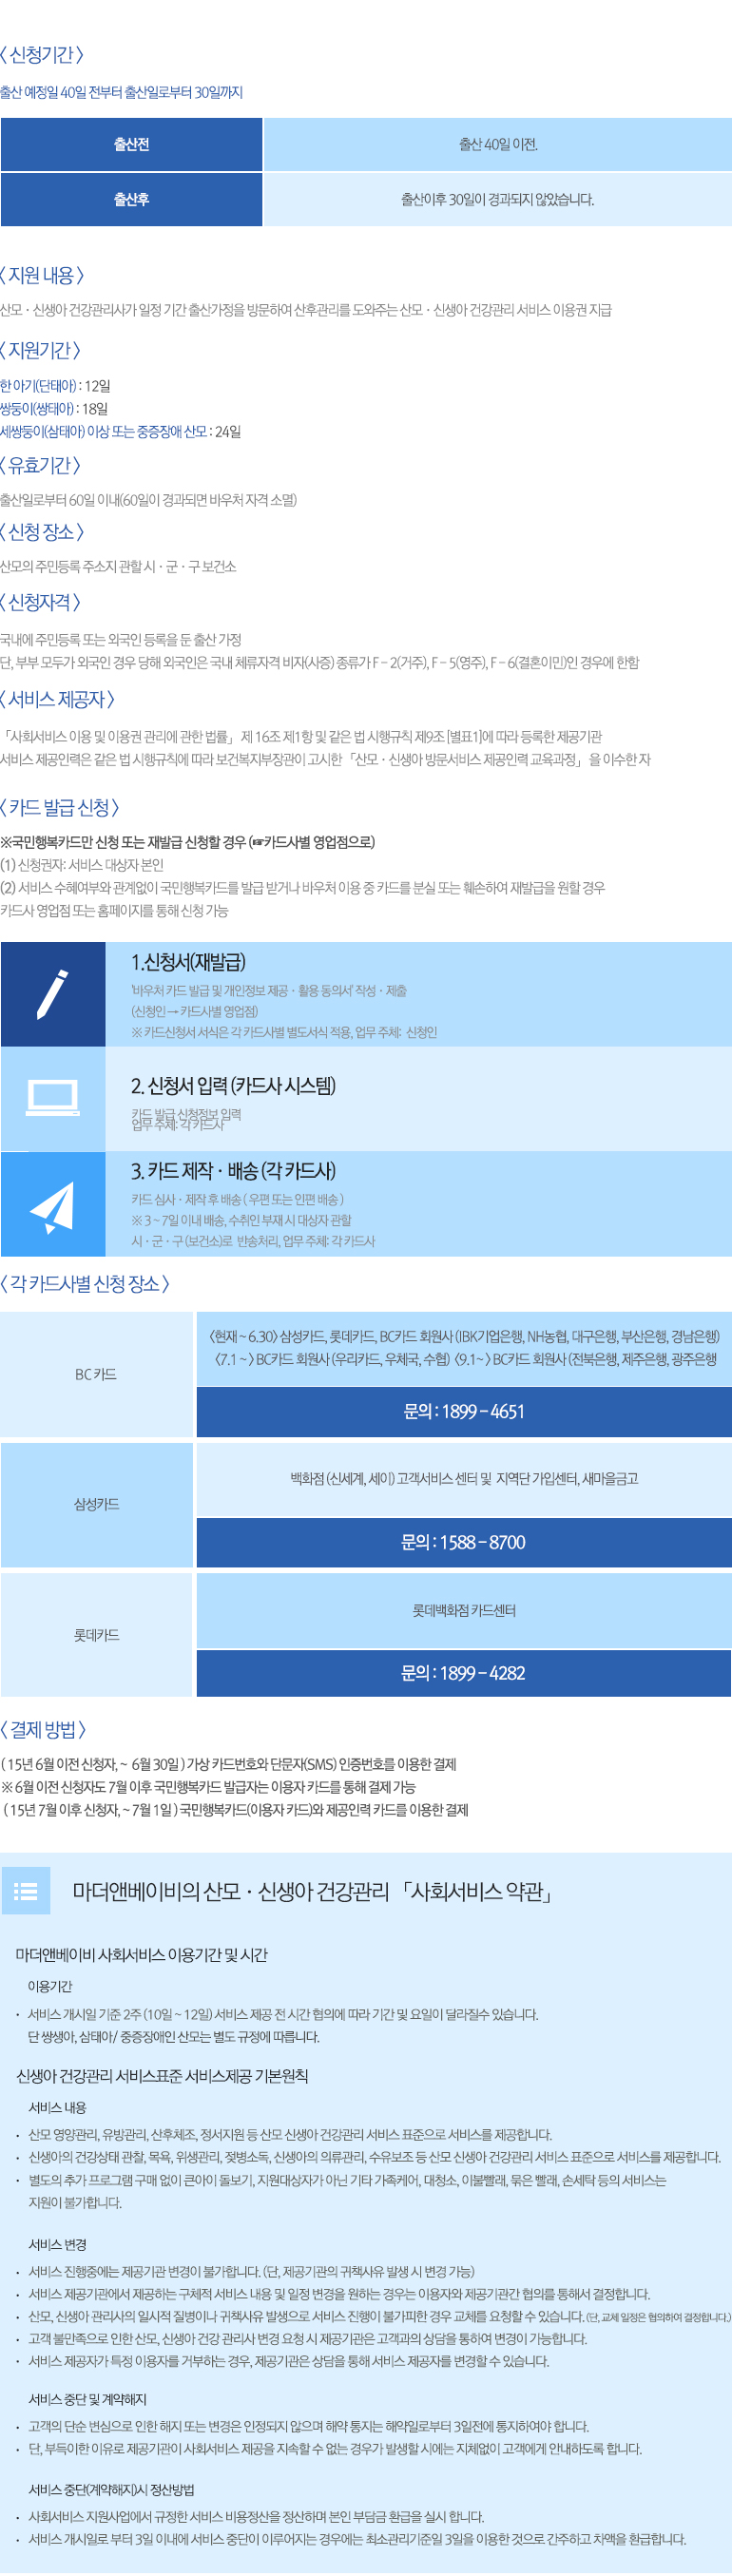 < 신청기간 >
출산 예정일 40일 전부터 출산일로부터 30일까지
출산전
출산 40일 이전.
출산후
출산이후 30일이 경과되지 않았습니다.
< 지원 내용 >
산모 · 신생아 건강관리사가 일정 기간 출산가정을 방문하여 산후관리를 도와주는 산모 · 신생아 건강관리 서비스 이용권 지급
< 지원기간 >
한 아기(단태아) : 12일
쌍둥이(쌍태아) : 18일
세쌍둥이(삼태아) 이상 또는 중증장애 산모 : 24일
< 유효기간 >
출산일로부터 60일 이내(60일이 경과되면 바우처 자격 소멸)
< 신청 장소 >
산모의 주민등록 주소지 관할 시 · 군 · 구 보건소
< 신청자격 >
국내에 주민등록 또는 외국인 등록을 둔 출산 가정
단, 부부 모두가 외국인 경우 당해 외국인은 국내 체류자격 비자(사증) 종류가 F - 2(거주), F - 5(영주), F - 6(결혼이민)인 경우에 한함
< 서비스 제공자 >
「사회서비스 이용 및 이용권 관리에 관한 법률」 제 16조 제1항 및 같은 법 시행규칙 제9조 [별표1]에 따라 등록한 제공기관
서비스 제공인력은 같은 법 시행규칙에 따라 보건복지부장관이 고시한 「산모 · 신생아 방문서비스 제공인력 교육과정」 을 이수한 자
< 카드 발급 신청 >
※국민행복카드만 신청 또는 재발급 신청할 경우 (☞카드사별 영업점으로)
(1) 신청권자: 서비스 대상자 본인
(2) 서비스 수혜여부와 관계없이 국민행복카드를 발급 받거나 바우처 이용 중 카드를 분실 또는 훼손하여 재발급을 원할 경우
카드사 영업점 또는 홈페이지를 통해 신청 가능
1.신청서(재발급)
'바우처 카드 발급 및 개인정보 제공 · 활용 동의서' 작성 · 제출
(신청인 → 카드사별 영업점)
※ 카드신청서 서식은 각 카드사별 별도서식 적용, 업무 주체: 신청인
2. 신청서 입력 (카드사 시스템)
카드 발급 신청정보 입력
업무 주체: 각 카드사
3. 카드 제작 · 배송 (각 카드사)
카드 심사 · 제작 후 배송 ( 우편 또는 인편 배송 )
※ 3 ~ 7일 이내 배송, 수취인 부재 시 대상자 관할
시 · 군 · 구 (보건소)로 반송처리, 업무 주체: 각 카드사
< 각 카드사별 신청 장소 >
BC 카드
<현재 ~ 6.30> 삼성카드, 롯데카드, BC카드 회원사 (IBK기업은행, NH농협, 대구은행, 부산은행, 경남은행)
<7.1 ~ > BC카드 회원사 (우리카드, 우체국, 수협) <9.1~ > BC카드 회원사 (전북은행, 제주은행, 광주은행
문의 : 1899 - 4651
삼성카드
백화점 (신세계, 세이) 고객서비스 센터 및 지역단 가입센터, 새마을금고
문의 : 1588 - 8700
롯데카드
롯데백화점 카드센터
문의 : 1899 - 4282
< 결제 방법 >
( 15년 6월 이전 신청자, ~ 6월 30일 ) 가상 카드번호와 단문자(SMS) 인증번호를 이용한 결제
※ 6월 이전 신청자도 7월 이후 국민행복카드 발급자는 이용자 카드를 통해 결제 가능
( 15년 7월 이후 신청자, ~ 7월 1일 ) 국민행복카드(이용자 카드)와 제공인력 카드를 이용한 결제
마더앤베이비의 산모 · 신생아 건강관리 「사회서비스 약관」
마더앤베이비 사회서비스 이용기간 및 시간
이용기간
· 서비스 개시일 기준 2주 (10일 ~ 12일) 서비스 제공 전 시간 협의에 따라 기간 및 요일이 달라질수 있습니다.
단 쌍생아, 삼태아/ 중증장애인 산모는 별도 규정에 따릅니다.
신생아 건강관리 서비스표준 서비스제공 기본원칙
서비스 내용
· 산모 영양관리, 유방관리, 산후체조, 정서지원 등 산모 신생아 건강관리 서비스 표준으로 서비스를 제공합니다.
· 신생아의 건강상태 관찰, 목욕, 위생관리, 젖병소독, 신생아의 의류관리, 수유보조 등 산모 신생아 건강관리 서비스 표준으로 서비스를 제공합니다.
· 별도의 추가 프로그램 구매 없이 큰아이 돌보기, 지원대상자가 아닌 기타 가족케어, 대청소, 이불빨래, 묶은 빨래, 손세탁 등의 서비스는
지원이 불가합니다.
서비스 변경
· 서비스 진행중에는 제공기관 변경이 불가합니다. (단, 제공기관의 귀책사유 발생 시 변경 가능)
· 서비스 제공기관에서 제공하는 구체적 서비스 내용 및 일정 변경을 원하는 경우는 이용자와 제공기관간 협의를 통해서 결정합니다.
· 산모, 신생아 관리사의 일시적 질병이나 귀책사유 발생으로 서비스 진행이 불가피한 경우 교체를 요청할 수 있습니다. (단, 교체 일정은 협의하여 결정합니다.)
· 고객 불만족으로 인한 산모, 신생아 건강 관리사 변경 요청 시 제공기관은 고객과의 상담을 통하여 변경이 가능합니다.
· 서비스 제공자가 특정 이용자를 거부하는 경우, 제공기관은 상담을 통해 서비스 제공자를 변경할 수 있습니다.
서비스 중단 및 계약해지
· 고객의 단순 변심으로 인한 해지 또는 변경은 인정되지 않으며 해약 통지는 해약일로부터 3일전에 통지하여야 합니다.
· 단, 부득이한 이유로 제공기관이 사회서비스 제공을 지속할 수 없는 경우가 발생할 시에는 지체없이 고객에게 안내하도록 합니다.
서비스 중단(계약해지)시 정산방법
· 사회서비스 지원사업에서 규정한 서비스 비용정산을 정산하며 본인 부담금 환급을 실시 합니다.
· 서비스 개시일로 부터 3일 이내에 서비스 중단이 이루어지는 경우에는 최소관리기준일 3일을 이용한 것으로 간주하고 차액을 환급합니다.